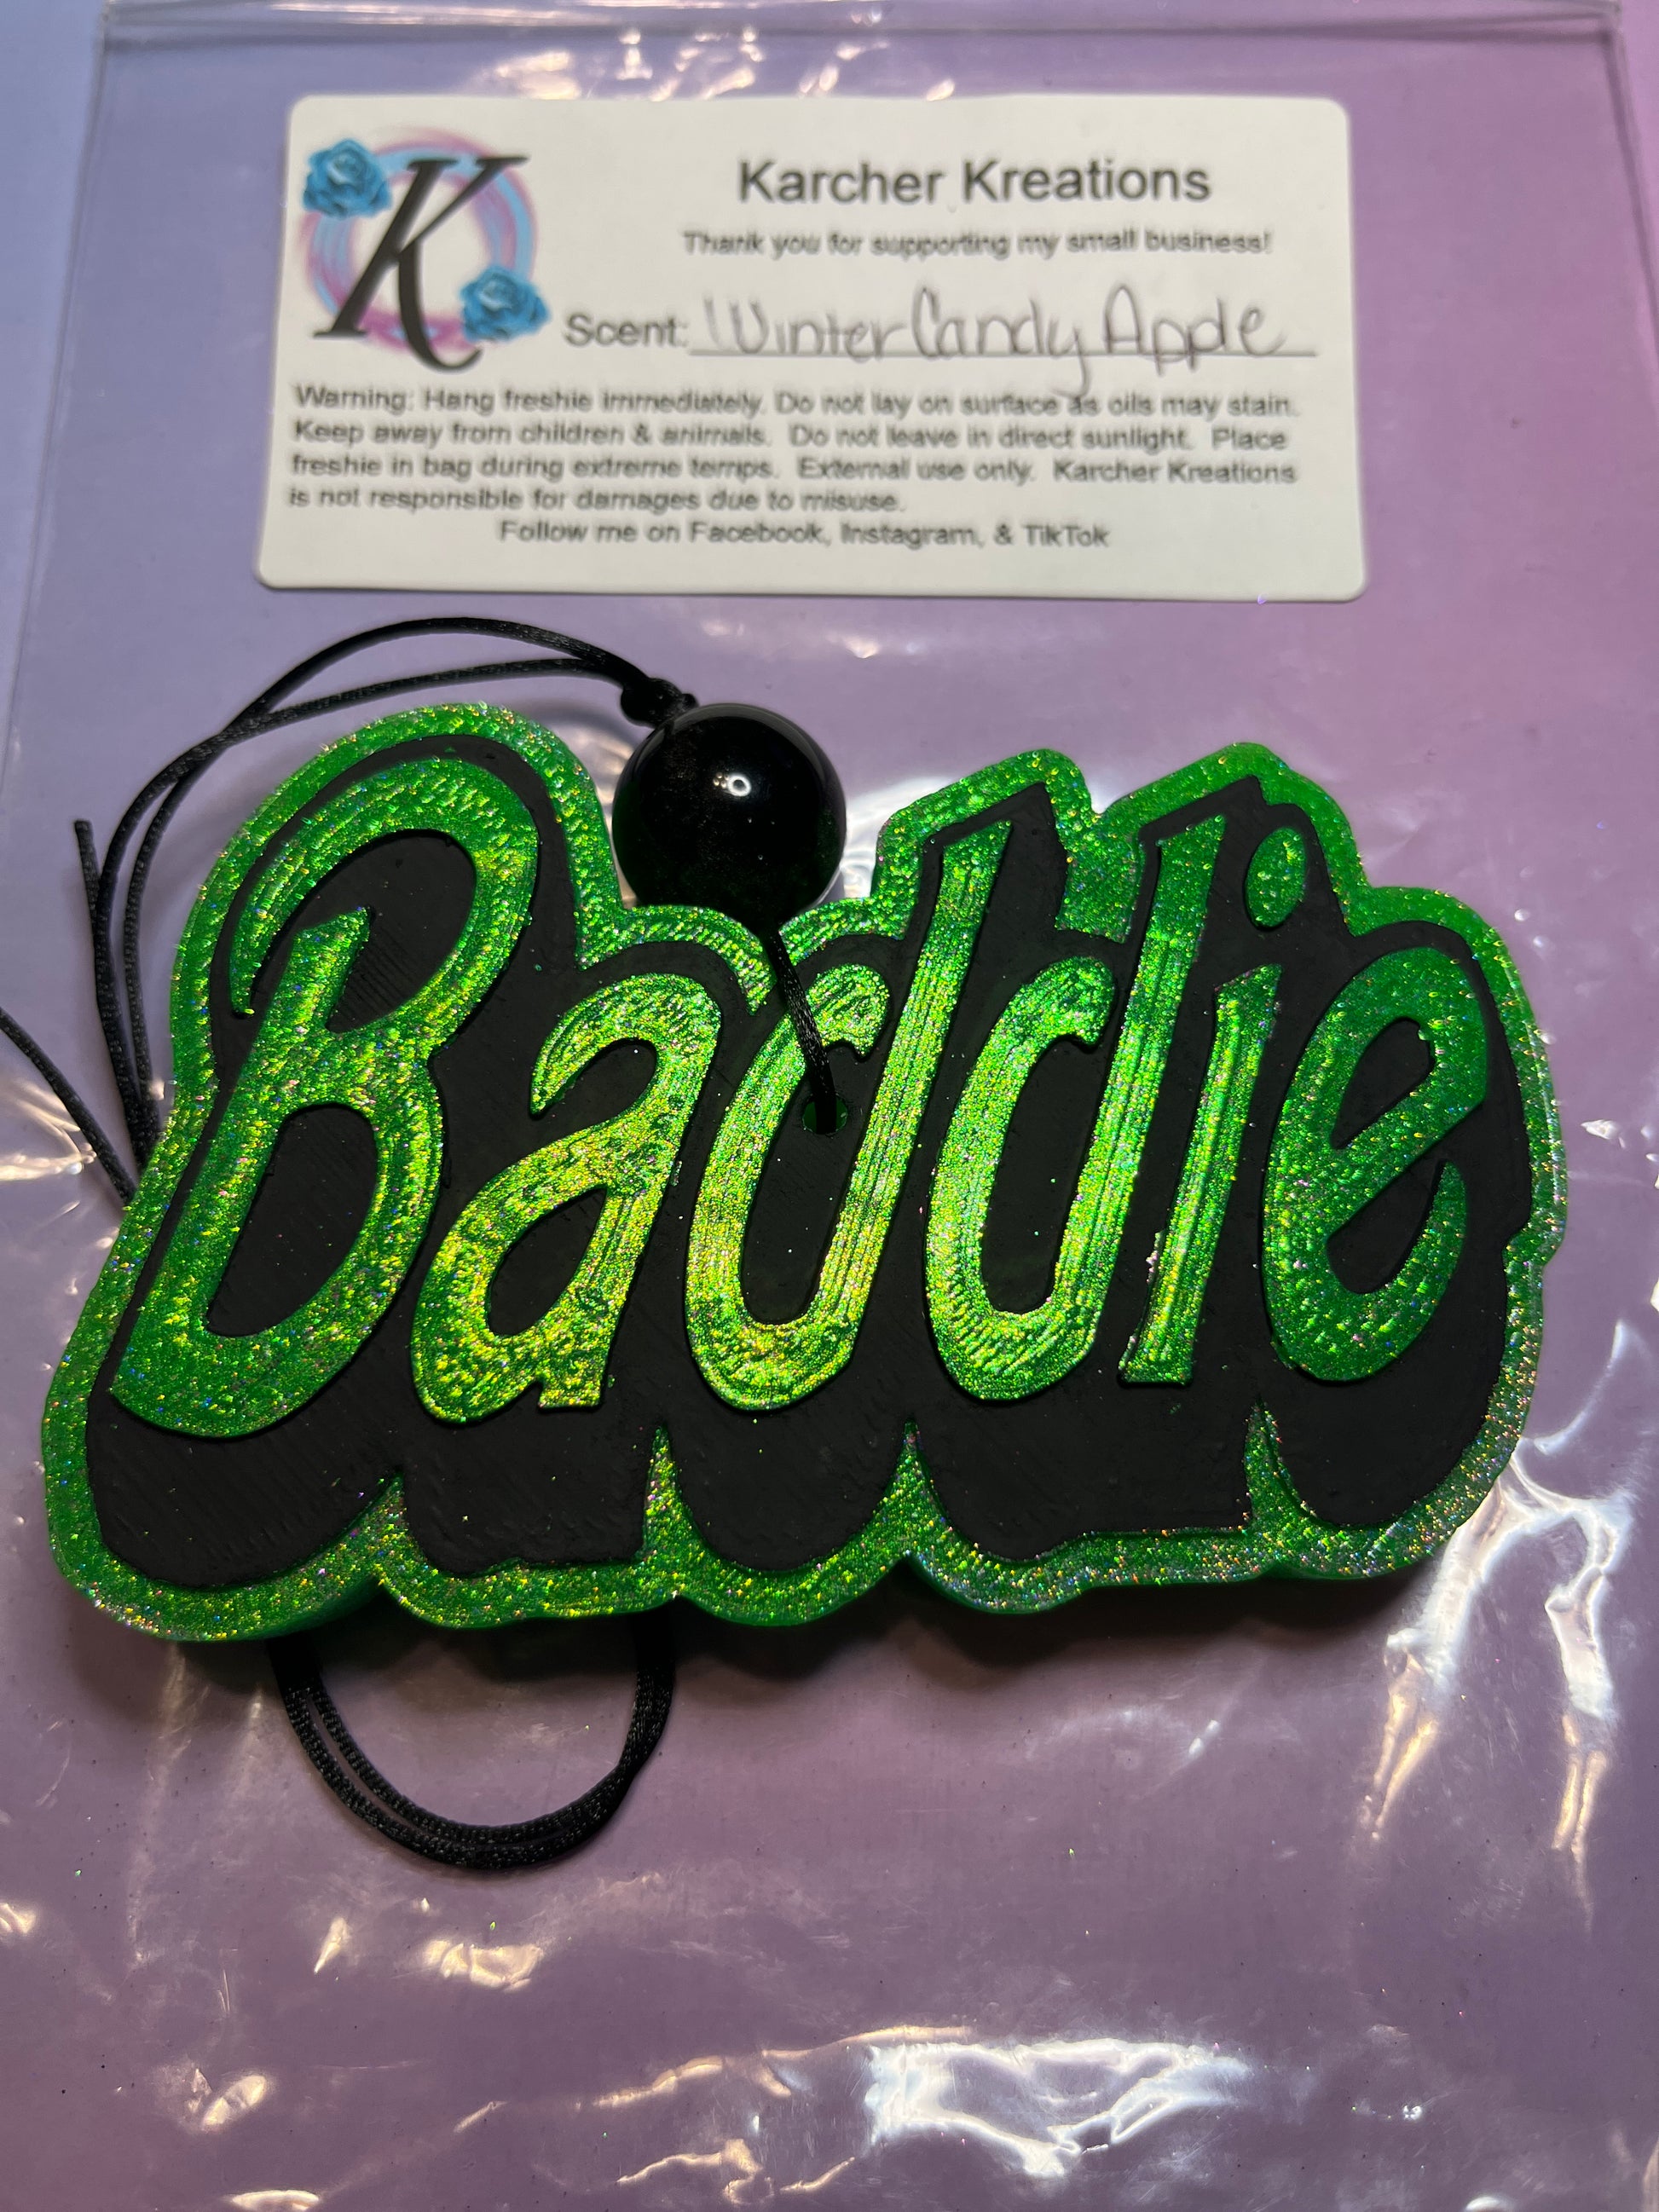 K
Karcher Kreations
Thank you for supporting my small business!
Scent: Winter Candy Apple
Warning: Hang freshie immediately. Do not lay on surface as oils may stain.
Keep away from children & animals. Do not leave in direct sunlight. Place
freshie in bag during extreme temps. External use only. Karcher Kreations
is not responsible for damages due to misuse.
Follow me on Facebook, Instagram, & TikTok
Baddie